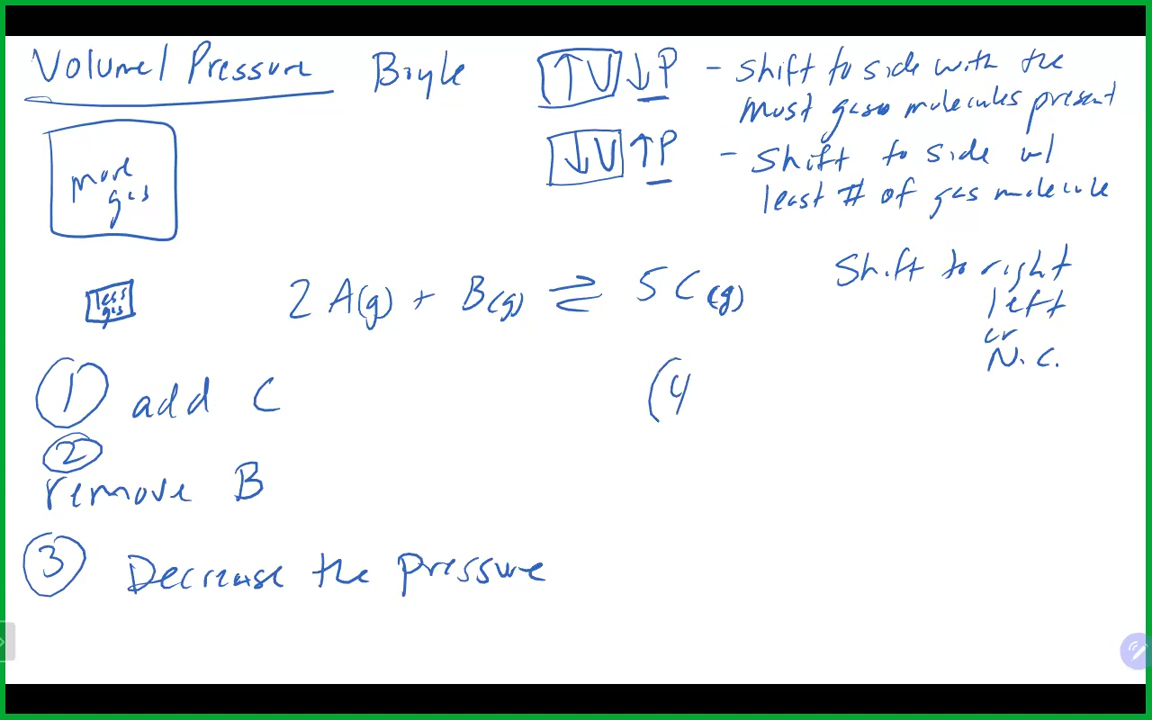 Volume/Pressure Boyle ↑V ↓P - Shift to side with the
most gas molecules present
↓V ↑P - Shift to side w/
least # of gas molecule
more
gas
less
gas
2 A(g) + B(g) ⇌ 5 C(g)
Shift to right
left
or
N.C.
① add C
(4
②
remove B
③ Decrease the pressure